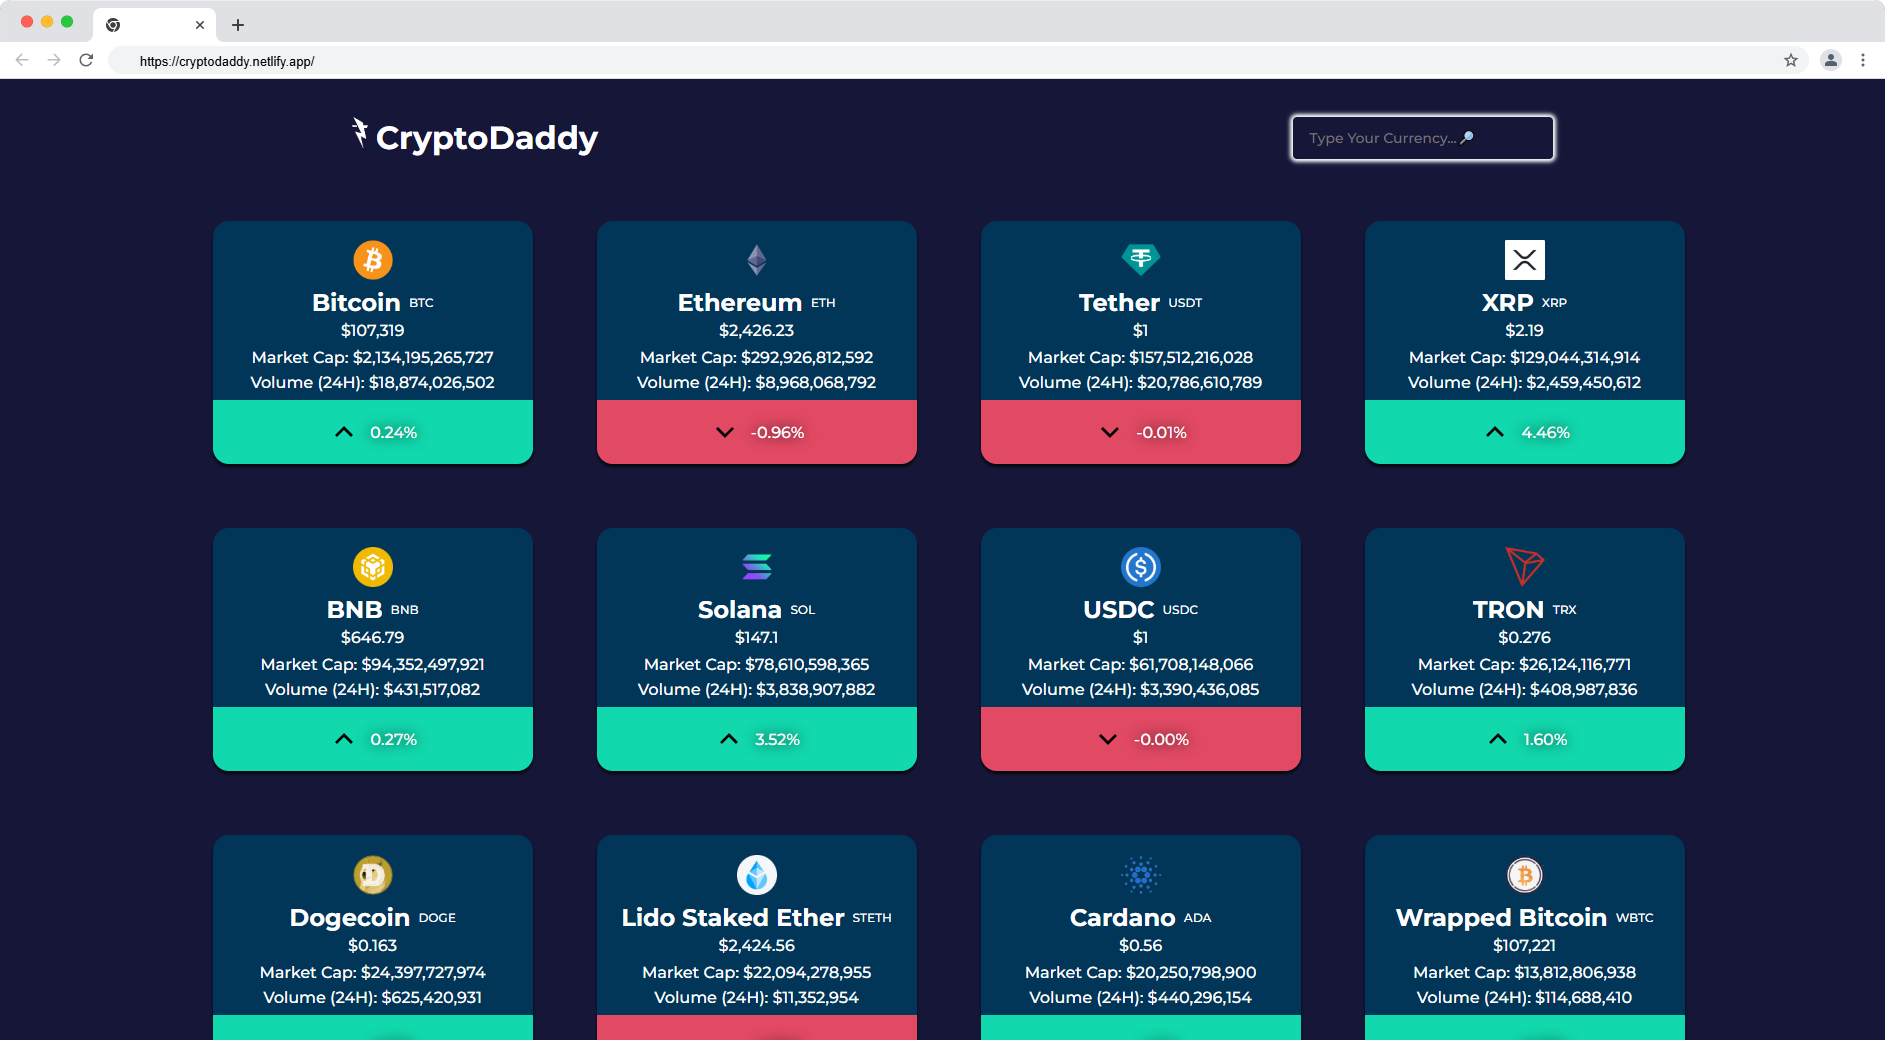 https://cryptodaddy.netlify.app/
CryptoDaddy
Type Your Currency...
Bitcoin BTC
$107,319
Market Cap: $2,134,195,265,727
Volume (24H): $18,874,026,502
0.24%
Ethereum ETH
$2,426.23
Market Cap: $292,926,812,592
Volume (24H): $8,968,068,792
-0.96%
Tether USDT
$1
Market Cap: $157,512,216,028
Volume (24H): $20,786,610,789
-0.01%
XRP XRP
$2.19
Market Cap: $129,044,314,914
Volume (24H): $2,459,450,612
4.46%
BNB BNB
$646.79
Market Cap: $94,352,497,921
Volume (24H): $431,517,082
0.27%
Solana SOL
$147.1
Market Cap: $78,610,598,365
Volume (24H): $3,838,907,882
3.52%
USDC USDC
$1
Market Cap: $61,708,148,066
Volume (24H): $3,390,436,085
-0.00%
TRON TRX
$0.276
Market Cap: $26,124,116,771
Volume (24H): $408,987,836
1.60%
Dogecoin DOGE
$0.163
Market Cap: $24,397,727,974
Volume (24H): $625,420,931
Lido Staked Ether STETH
$2,424.56
Market Cap: $22,094,278,955
Volume (24H): $11,352,954
Cardano ADA
$0.56
Market Cap: $20,250,798,900
Volume (24H): $440,296,154
Wrapped Bitcoin WBTC
$107,221
Market Cap: $13,812,806,938
Volume (24H): $114,688,410